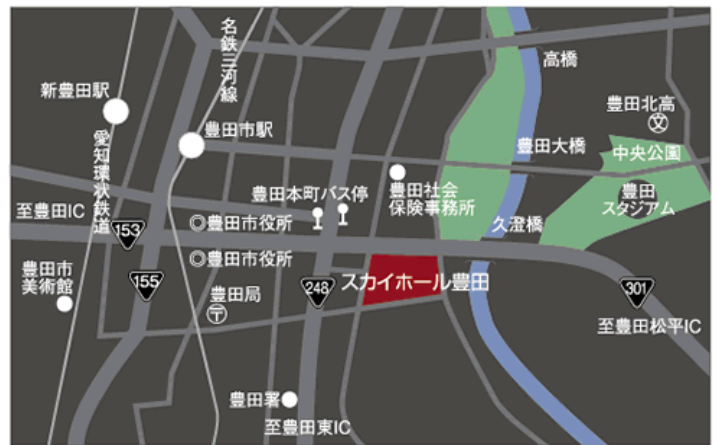 名鉄三河線
高橋
新豊田駅
豊田北高
文
豊田市駅
豊田大橋
中央公園
愛知環状鉄道
豊田本町バス停
豊田社会
保険事務所
豊田
スタジアム
至豊田IC
153
◎豊田市役所
久澄橋
◎豊田市役所
豊田市
美術館
155
豊田局
〒
248
スカイホール豊田
301
至豊田松平IC
豊田署
至豊田東IC